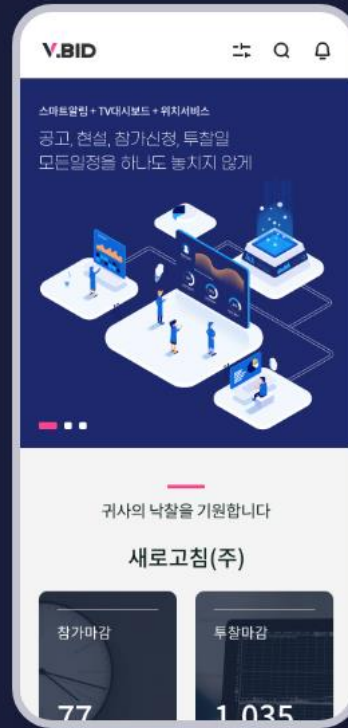 V.BID
스마트알림 + TV대시보드 + 위치서비스
공고, 현설, 참가신청, 투찰일
모든일정을 하나도 놓치지 않게
귀사의 낙찰을 기원합니다
새로고침(주)
참가마감 투찰마감
77 1,035